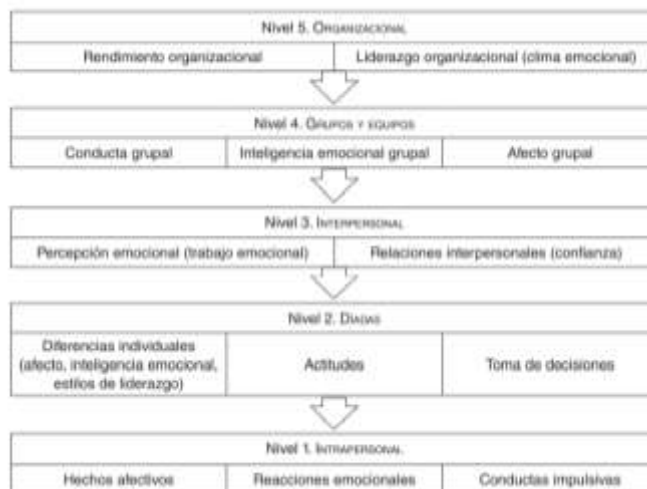 Nivel 5. Organizacional
Rendimiento organizacional
Liderazgo organizacional (clima emocional)
Nivel 4. Grupos y equipos
Conducta grupal
Inteligencia emocional grupal
Afecto grupal
Nivel 3. Interpersonal
Percepción emocional (trabajo emocional)
Relaciones interpersonales (confianza)
Nivel 2. Diadas
Diferencias individuales
(afecto, inteligencia emocional,
estilos de liderazgo)
Actitudes
Toma de decisiones
Nivel 1. Intrapersonal
Hechos afectivos
Reacciones emocionales
Conductas impulsivas